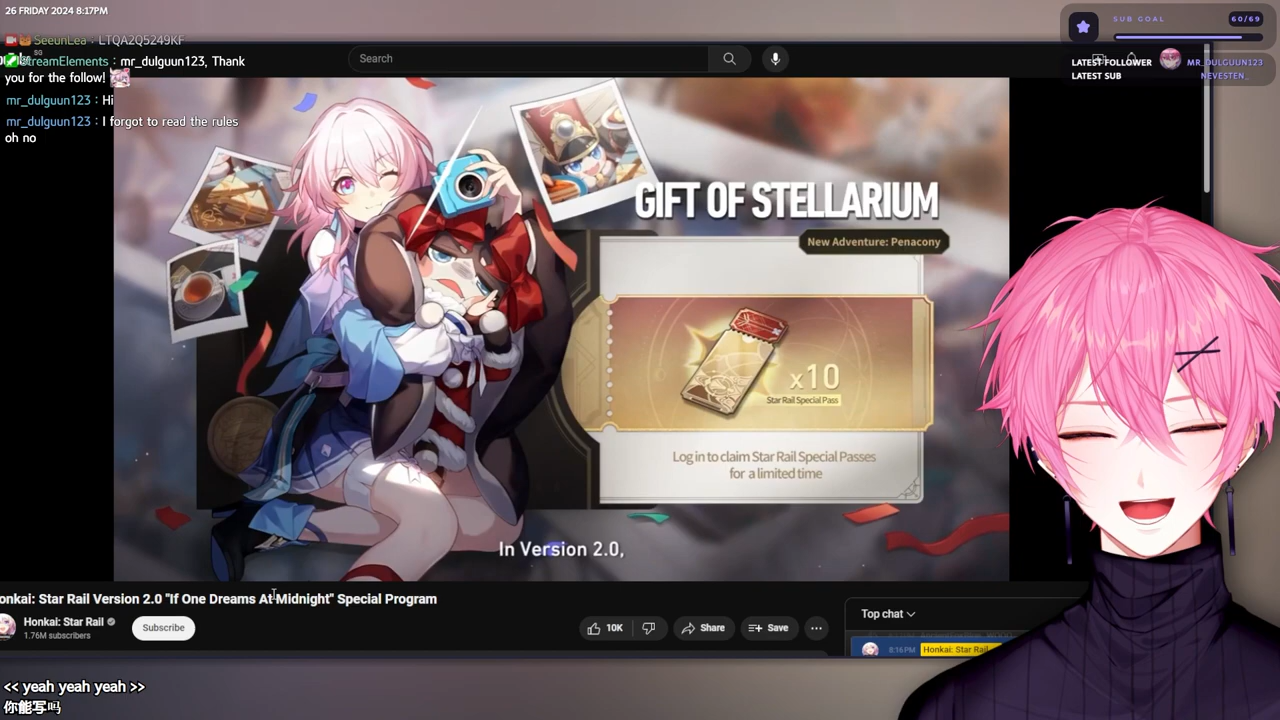 26 FRIDAY 2024 8:17PM
SUB GOAL
60/69
SeeunLea : LTQA2Q5249KF
SG
StreamElements : mr_dulguun123, Thank
you for the follow!
mr_dulguun123 : Hi
mr_dulguun123 : I forgot to read the rules
oh no
Search
LATEST FOLLOWER
MR_DULGUUN123
LATEST SUB
NEVESTEN_
GIFT OF STELLARIUM
New Adventure: Penacony
x10
Star Rail Special Pass
Log in to claim Star Rail Special Passes
for a limited time
In Version 2.0,
onkai: Star Rail Version 2.0 "If One Dreams At Midnight" Special Program
Honkai: Star Rail
1.76M subscribers
Subscribe
10K
Share
Save
Top chat
8:16PM
Honkai: Star Rail
<< yeah yeah yeah >>
你能写吗